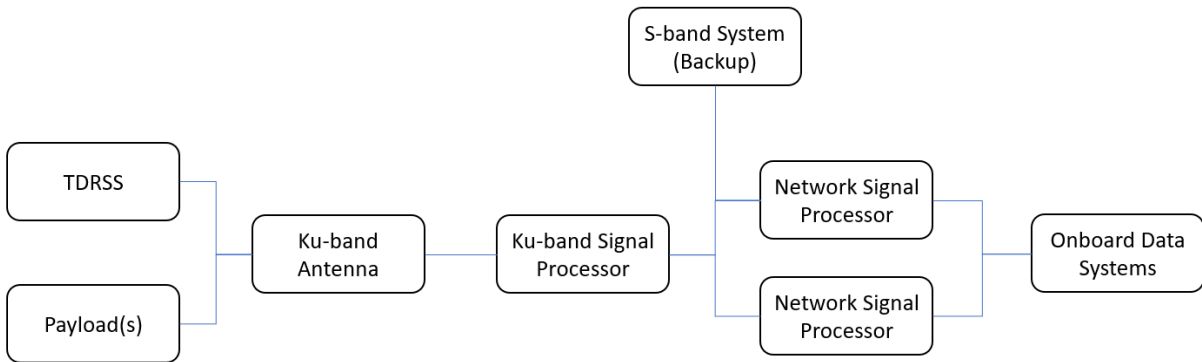 S-band System
(Backup)
TDRSS
Payload(s)
Ku-band
Antenna
Ku-band Signal
Processor
Network Signal
Processor
Network Signal
Processor
Onboard Data
Systems